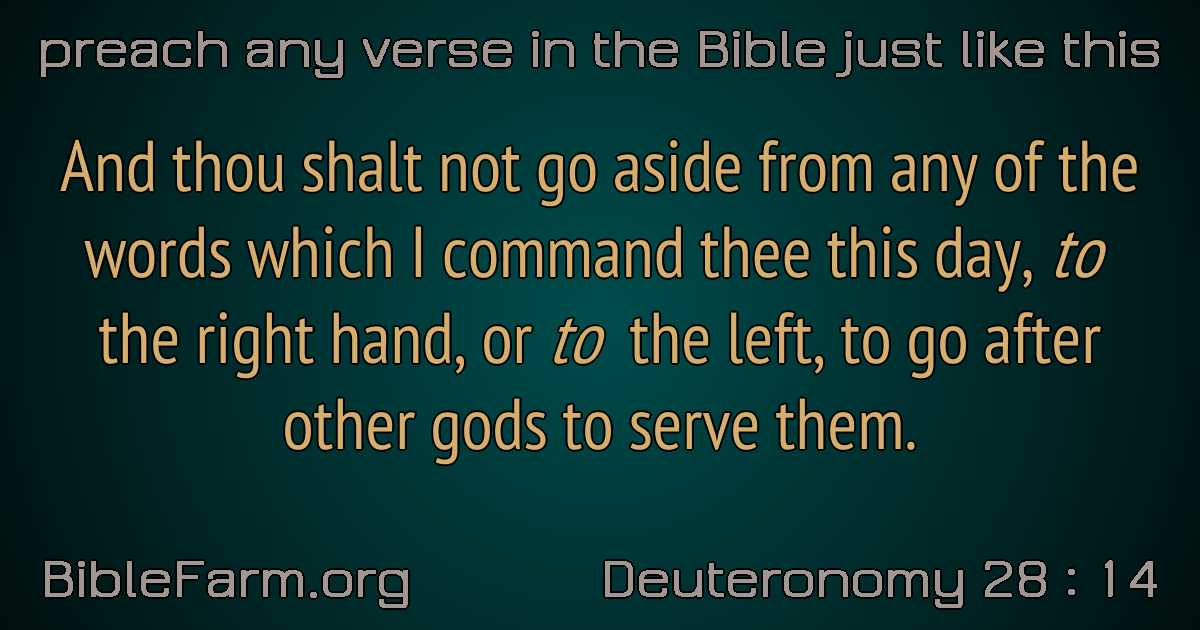 preach any verse in the Bible just like this
And thou shalt not go aside from any of the
words which I command thee this day, to
the right hand, or to the left, to go after
other gods to serve them.
BibleFarm.org
Deuteronomy 28 : 14